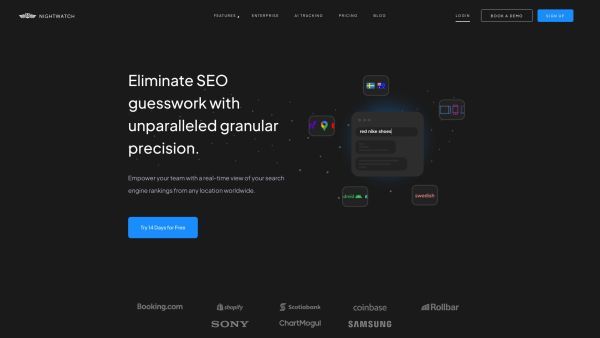 NIGHTWATCH
FEATURES
ENTERPRISE
AI TRACKING
PRICING
BLOG
LOGIN
BOOK A DEMO
SIGN UP
Eliminate SEO
guesswork with
unparalleled granular
precision.
Empower your team with a real-time view of your search
engine rankings from any location worldwide.
Try 14 Days for Free
red nike shoes
droid
swedish
Booking.com
shopify
Scotiabank
coinbase
Rollbar
SONY
ChartMogul
SAMSUNG